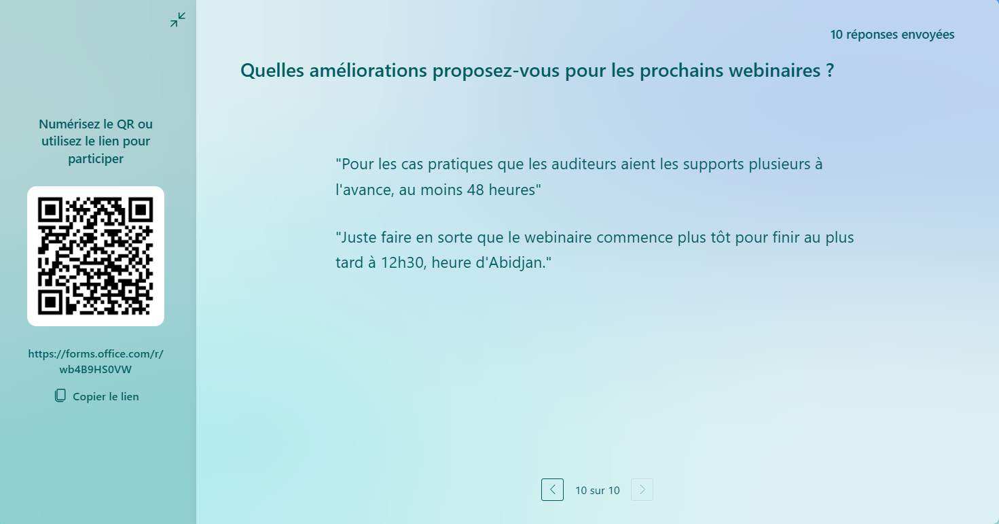 10 réponses envoyées
Quelles améliorations proposez-vous pour les prochains webinaires ?
Numérisez le QR ou
utilisez le lien pour
participer
https://forms.office.com/r/
wb4B9HS0VW
Copier le lien
"Pour les cas pratiques que les auditeurs aient les supports plusieurs à
l'avance, au moins 48 heures"
"Juste faire en sorte que le webinaire commence plus tôt pour finir au plus
tard à 12h30, heure d'Abidjan."
10 sur 10